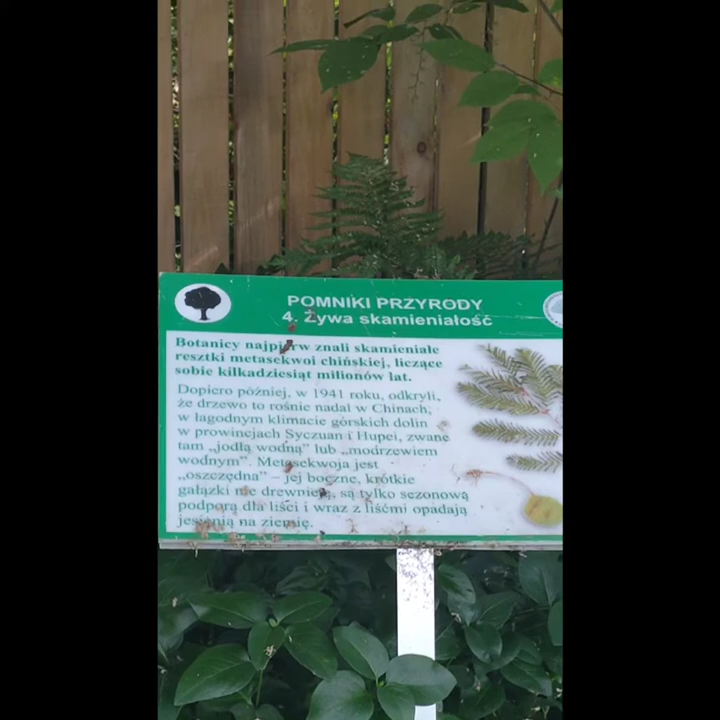 POMNIKI PRZYRODY
4. Żywa skamieniałość
Botanicy najpierw znali skamieniałe
resztki metasekwoi chińskiej, liczące
sobie kilkadziesiąt milionów lat.
Dopiero później, w 1941 roku, odkryli,
że drzewo to rośnie nadal w Chinach,
w łagodnym klimacie górskich dolin
w prowincjach Syczuan i Hupei, zwane
tam „jodłą wodną” lub „modrzewiem
wodnym”. Metasekwoja jest
„oszczędna” – jej boczne, krótkie
gałązki nie drewnieją, są tylko sezonową
podporą dla liści i wraz z liśćmi opadają
jesienią na ziemię.